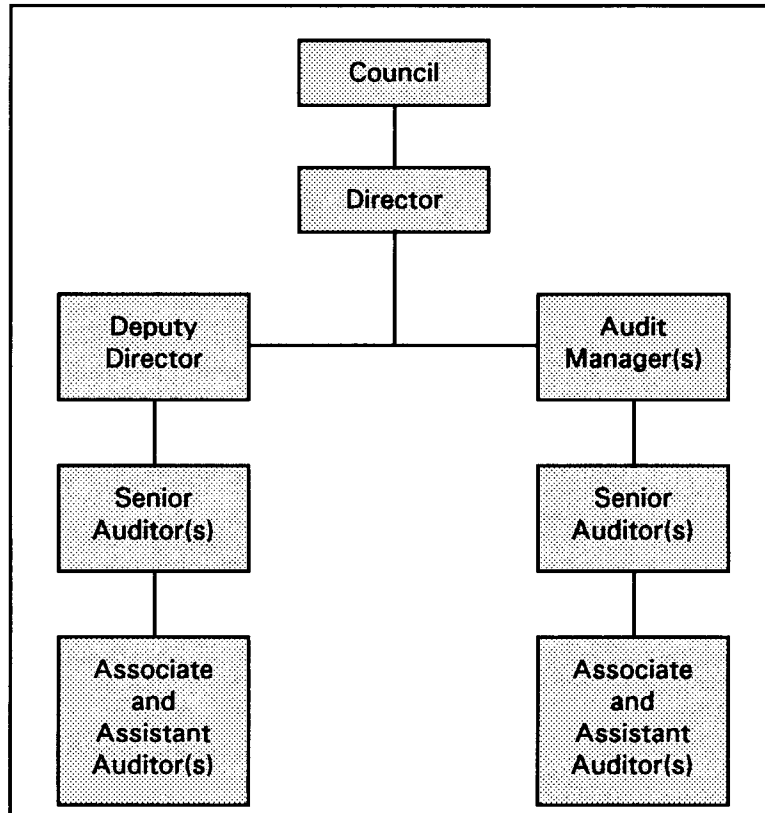 Council
Director
Deputy
Director
Audit
Manager(s)
Senior
Auditor(s)
Senior
Auditor(s)
Associate
and
Assistant
Auditor(s)
Associate
and
Assistant
Auditor(s)